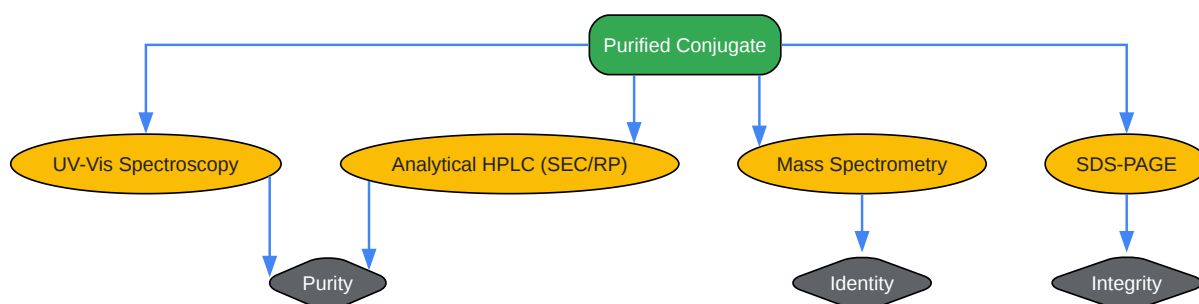 Purified Conjugate
UV-Vis Spectroscopy
Analytical HPLC (SEC/RP)
Mass Spectrometry
SDS-PAGE
Purity
Identity
Integrity